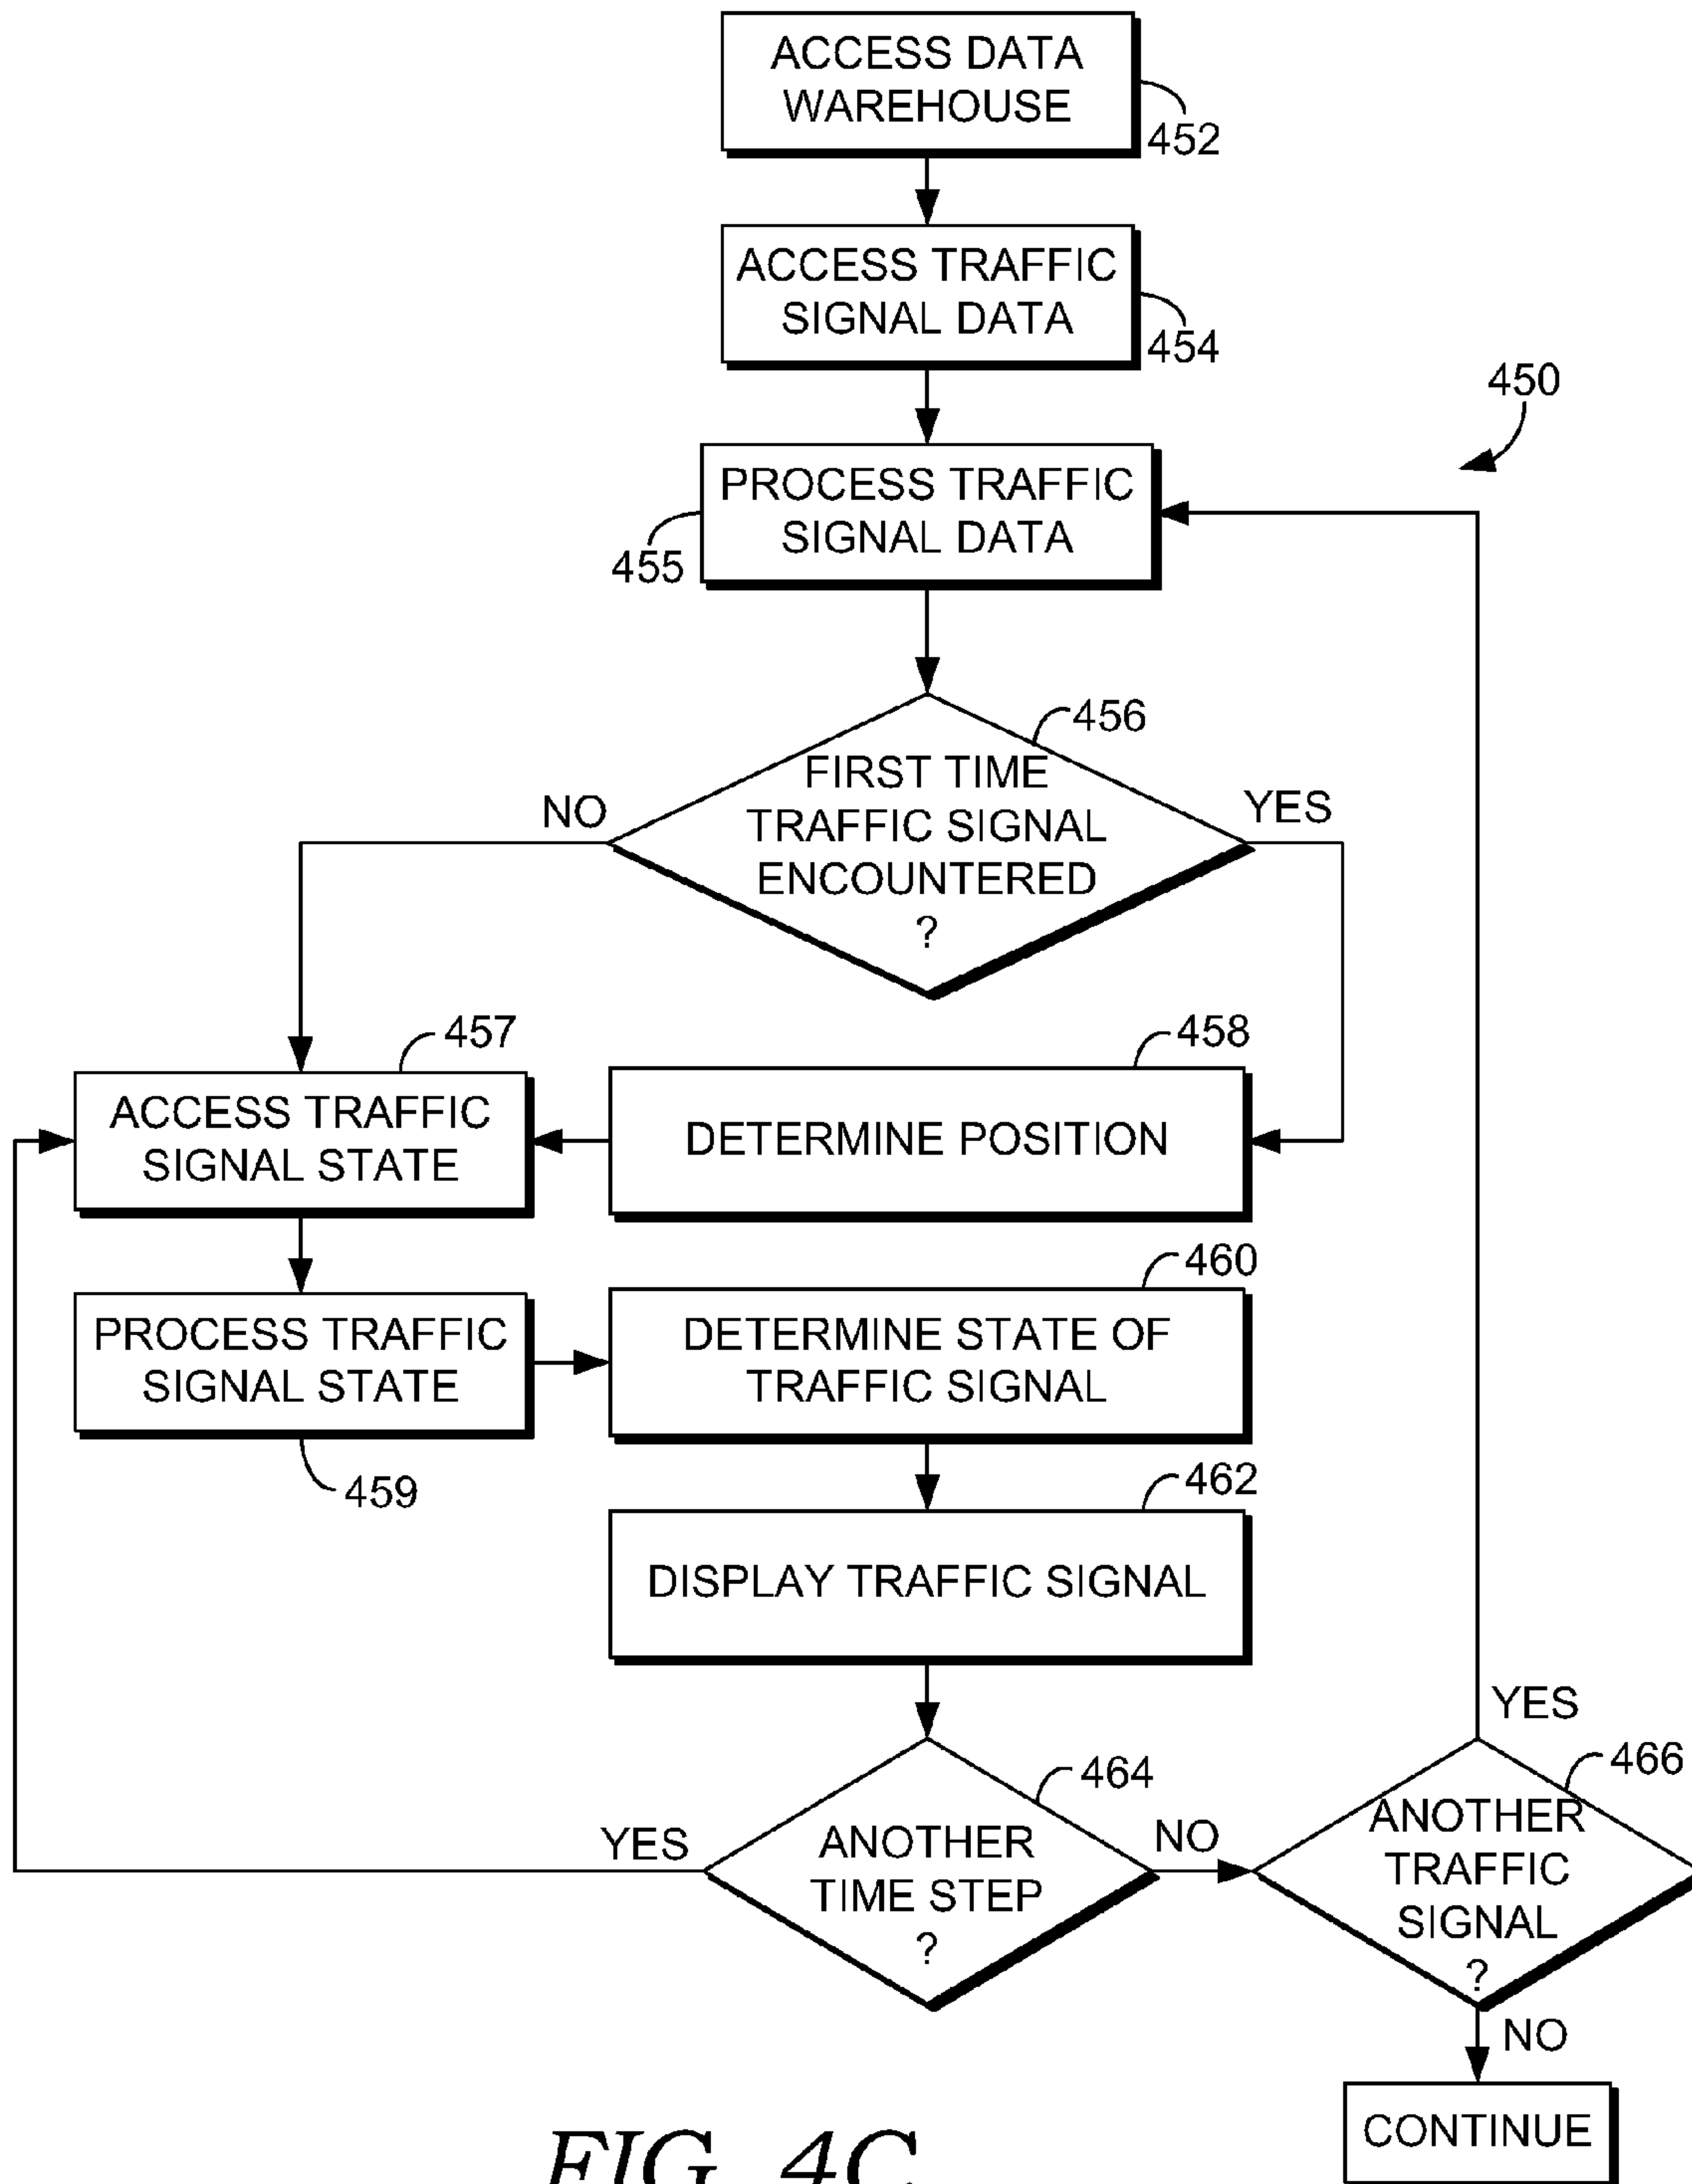 ACCESS DATA
WAREHOUSE
452
ACCESS TRAFFIC
SIGNAL DATA
454
450
PROCESS TRAFFIC
SIGNAL DATA
455
456
FIRST TIME
TRAFFIC SIGNAL
ENCOUNTERED
?
NO
YES
457
ACCESS TRAFFIC
SIGNAL STATE
458
DETERMINE POSITION
PROCESS TRAFFIC
SIGNAL STATE
459
460
DETERMINE STATE OF
TRAFFIC SIGNAL
462
DISPLAY TRAFFIC SIGNAL
464
ANOTHER
TIME STEP
?
YES
NO
YES
466
ANOTHER
TRAFFIC
SIGNAL
?
NO
CONTINUE
FIG. 4C